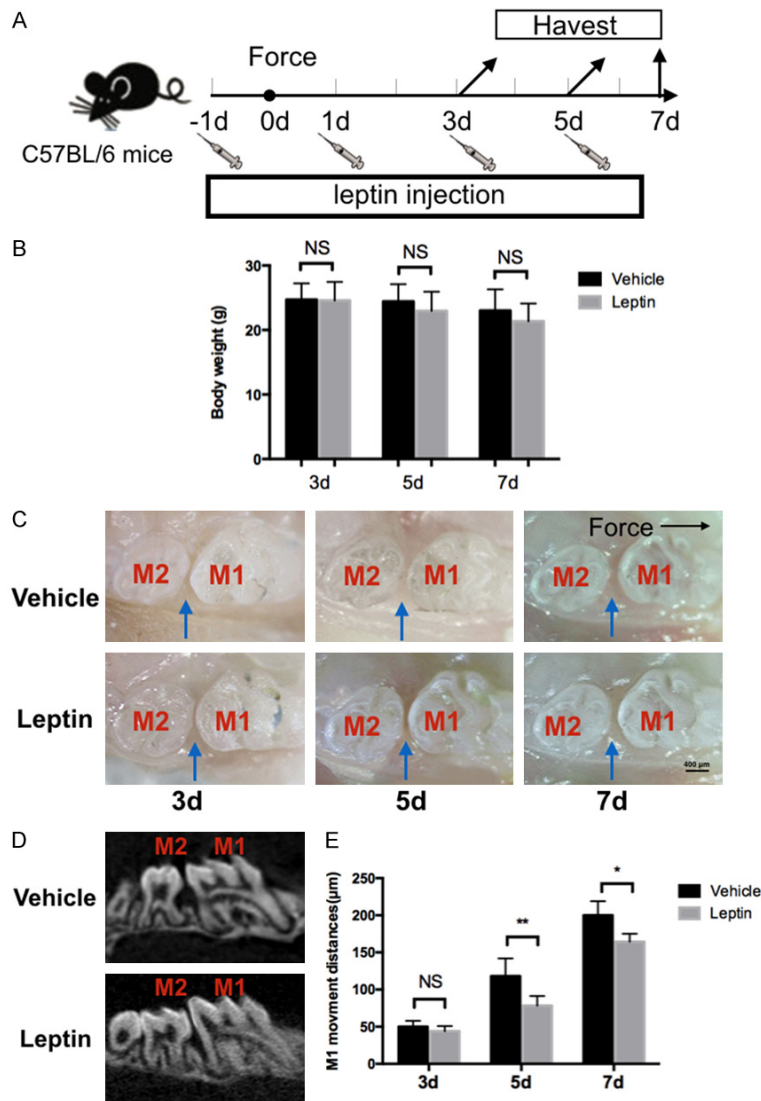 A
Havest
Force
-1d 0d 1d 3d 5d 7d
C57BL/6 mice
leptin injection
B
NS NS NS
Vehicle
Leptin
Body weight (g)
30
20
10
0
3d 5d 7d
C
Force
M2 M1 M2 M1 M2 M1
Vehicle
M2 M1 M2 M1 M2 M1
Leptin
400 μm
3d 5d 7d
D
M2 M1
Vehicle
M2 M1
Leptin
E
M1 movment distances(μm)
250
200
150
100
50
0
NS ** *
Vehicle
Leptin
3d 5d 7d